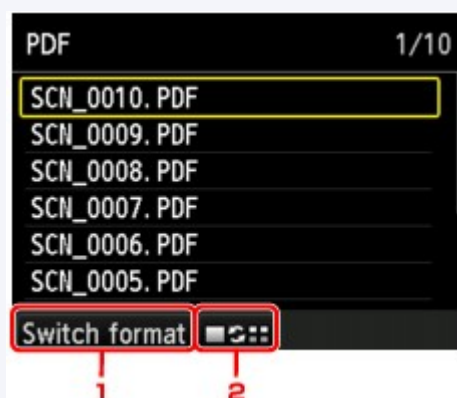 PDF 1/10
SCN_0010.PDF
SCN_0009.PDF
SCN_0008.PDF
SCN_0007.PDF
SCN_0006.PDF
SCN_0005.PDF
Switch format
1 2